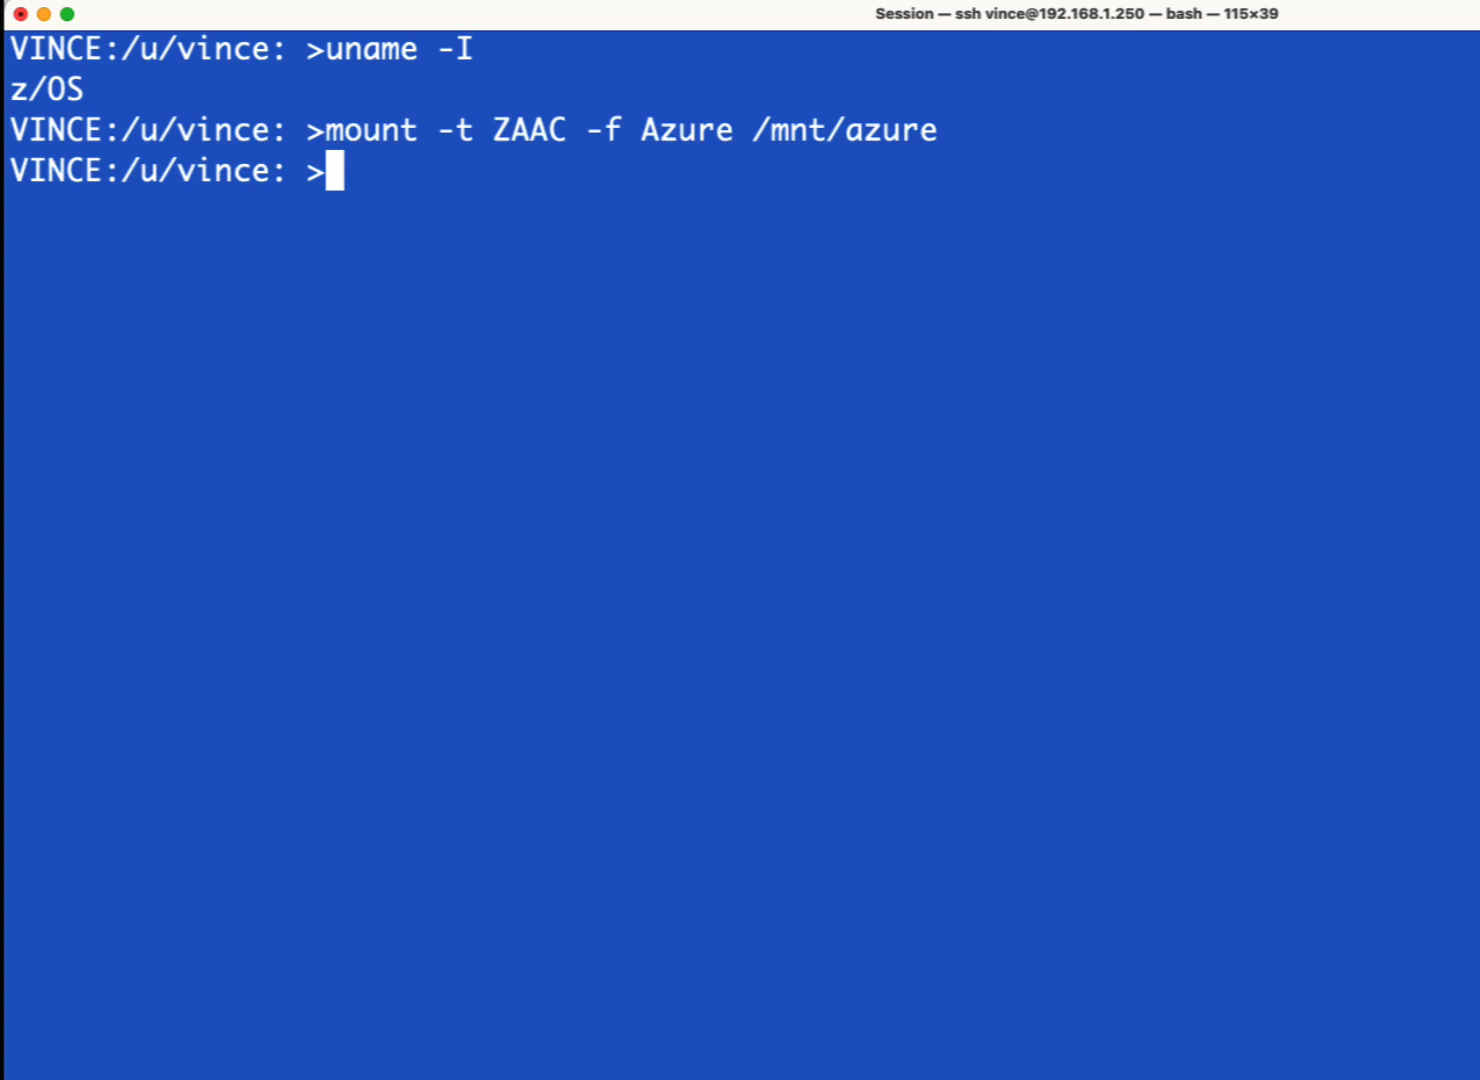 Session — ssh vince@192.168.1.250 — bash — 115×39
VINCE:/u/vince: >uname -I
z/OS
VINCE:/u/vince: >mount -t ZAAC -f Azure /mnt/azure
VINCE:/u/vince: >